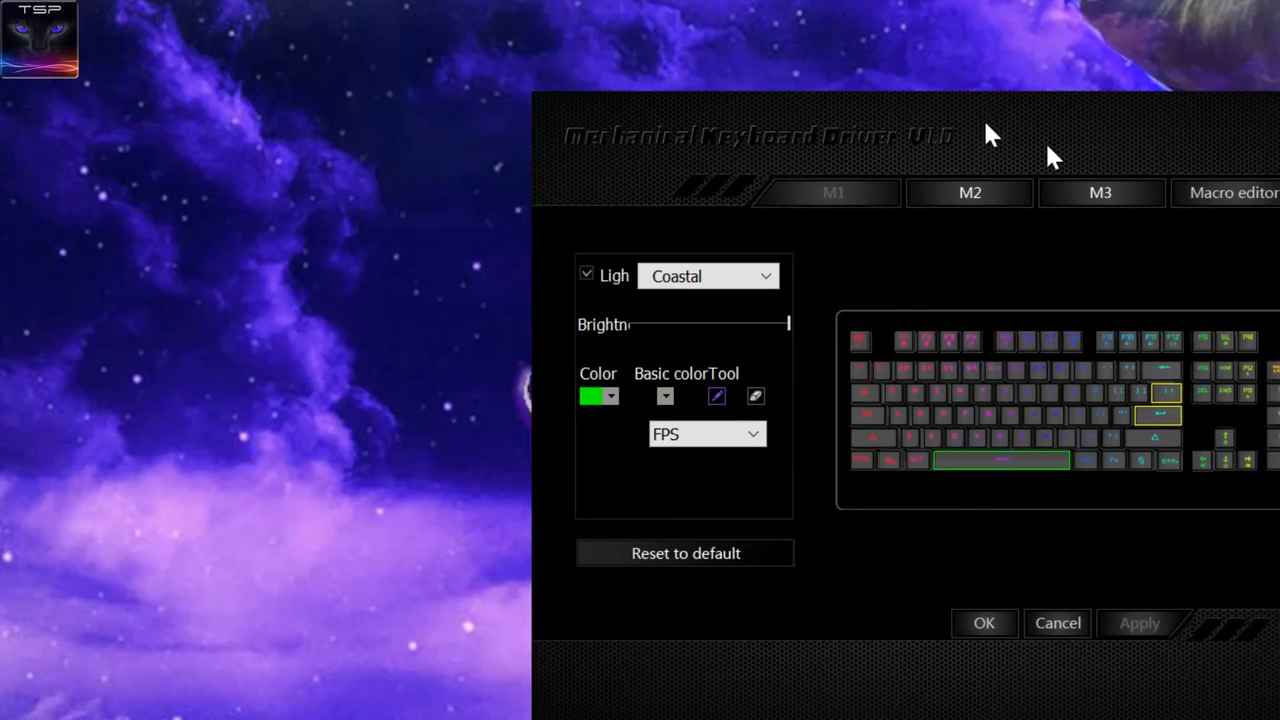 TSP
Mechanical Keyboard Driver V1.0
M1
M2
M3
Macro editor
Ligh
Coastal
Brightn
Color
Basic color
Tool
FPS
Reset to default
OK
Cancel
Apply